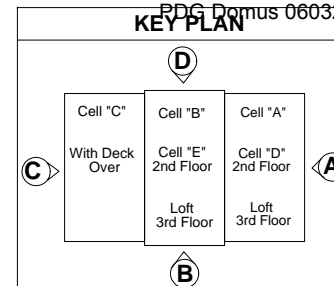 PDG Domus 0603
KEY PLAN
D
Cell "C"
With Deck
Over
Cell "B"
Cell "E"
2nd Floor
Loft
3rd Floor
Cell "A"
Cell "D"
2nd Floor
Loft
3rd Floor
C
A
B